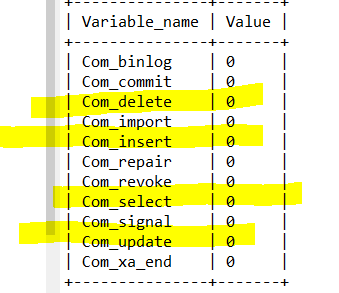 +---------------+-------+
| Variable_name | Value |
+---------------+-------+
| Com_binlog    | 0     |
| Com_commit    | 0     |
| Com_delete    | 0     |
| Com_import    | 0     |
| Com_insert    | 0     |
| Com_repair    | 0     |
| Com_revoke    | 0     |
| Com_select    | 0     |
| Com_signal    | 0     |
| Com_update    | 0     |
| Com_xa_end    | 0     |
+---------------+-------+